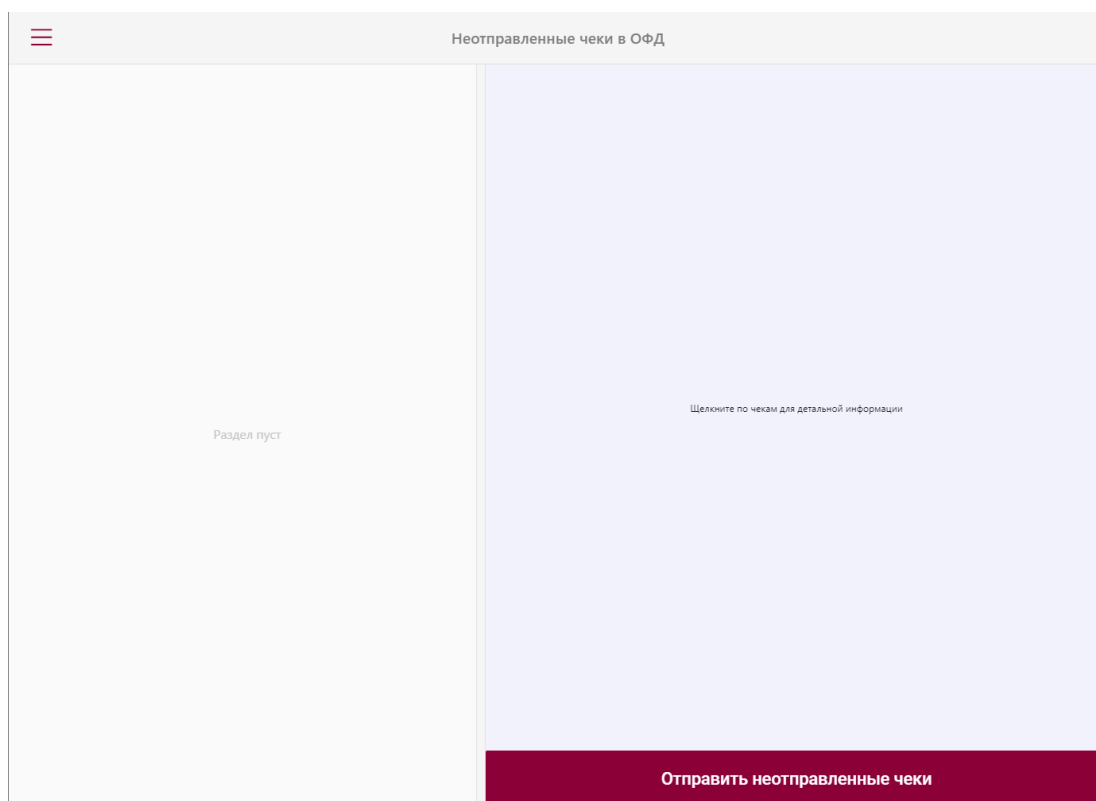 Неотправленные чеки в ОФД
Раздел пуст
Щелкните по чекам для детальной информации
Отправить неотправленные чеки